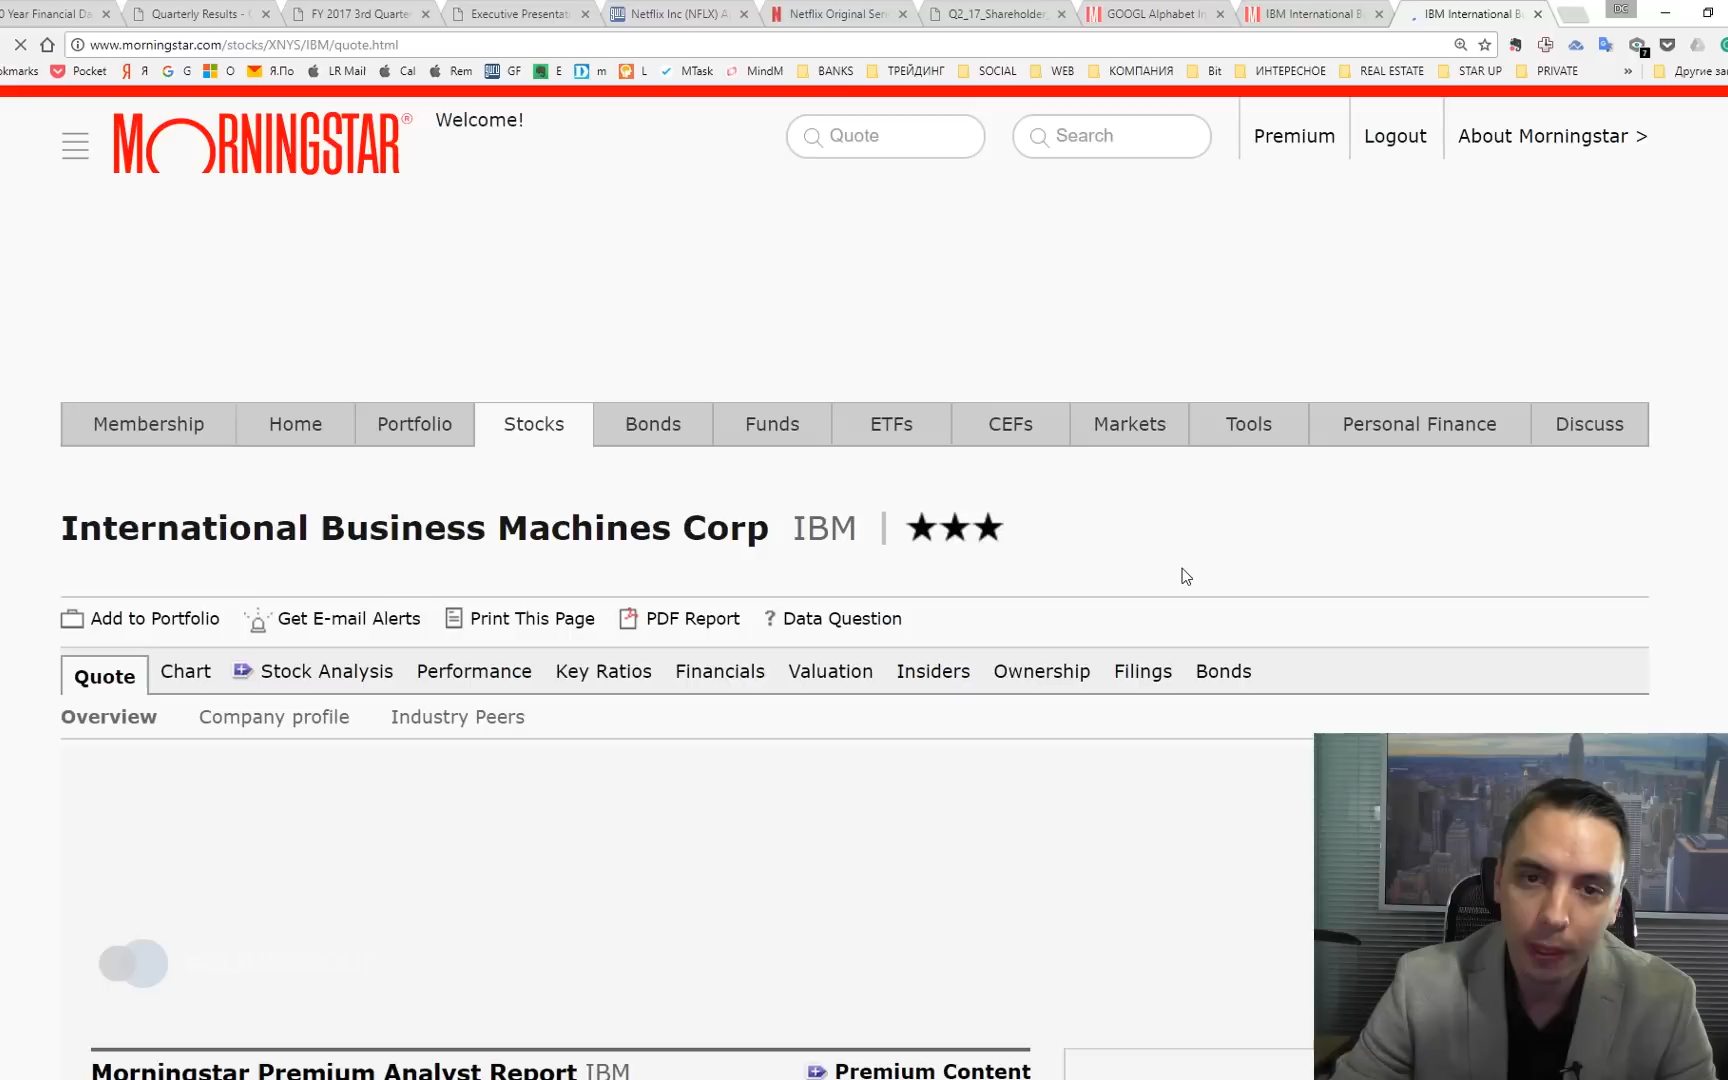 0 Year Financial Da
Quarterly Results -
FY 2017 3rd Quarte
Executive Presentati
Netflix Inc (NFLX) A
Netflix Original Seri
Q2_17_Shareholder
GOOGL Alphabet In
IBM International B
IBM International B
DC
www.morningstar.com/stocks/XNYS/IBM/quote.html
okmarks
Pocket
Я
G
O
Я.По
LR Mail
Cal
Rem
GF
E
m
L
MTask
MindM
BANKS
ТРЕЙДИНГ
SOCIAL
WEB
КОМПАНИЯ
Bit
ИНТЕРЕСНОЕ
REAL ESTATE
STAR UP
PRIVATE
»
Другие за
MORNINGSTAR®
Welcome!
Quote
Search
Premium
Logout
About Morningstar >
Membership
Home
Portfolio
Stocks
Bonds
Funds
ETFs
CEFs
Markets
Tools
Personal Finance
Discuss
International Business Machines Corp IBM | ★★★
Add to Portfolio
Get E-mail Alerts
Print This Page
PDF Report
? Data Question
Quote
Chart
Stock Analysis
Performance
Key Ratios
Financials
Valuation
Insiders
Ownership
Filings
Bonds
Overview
Company profile
Industry Peers
Morningstar Premium Analyst Report IBM
Premium Content